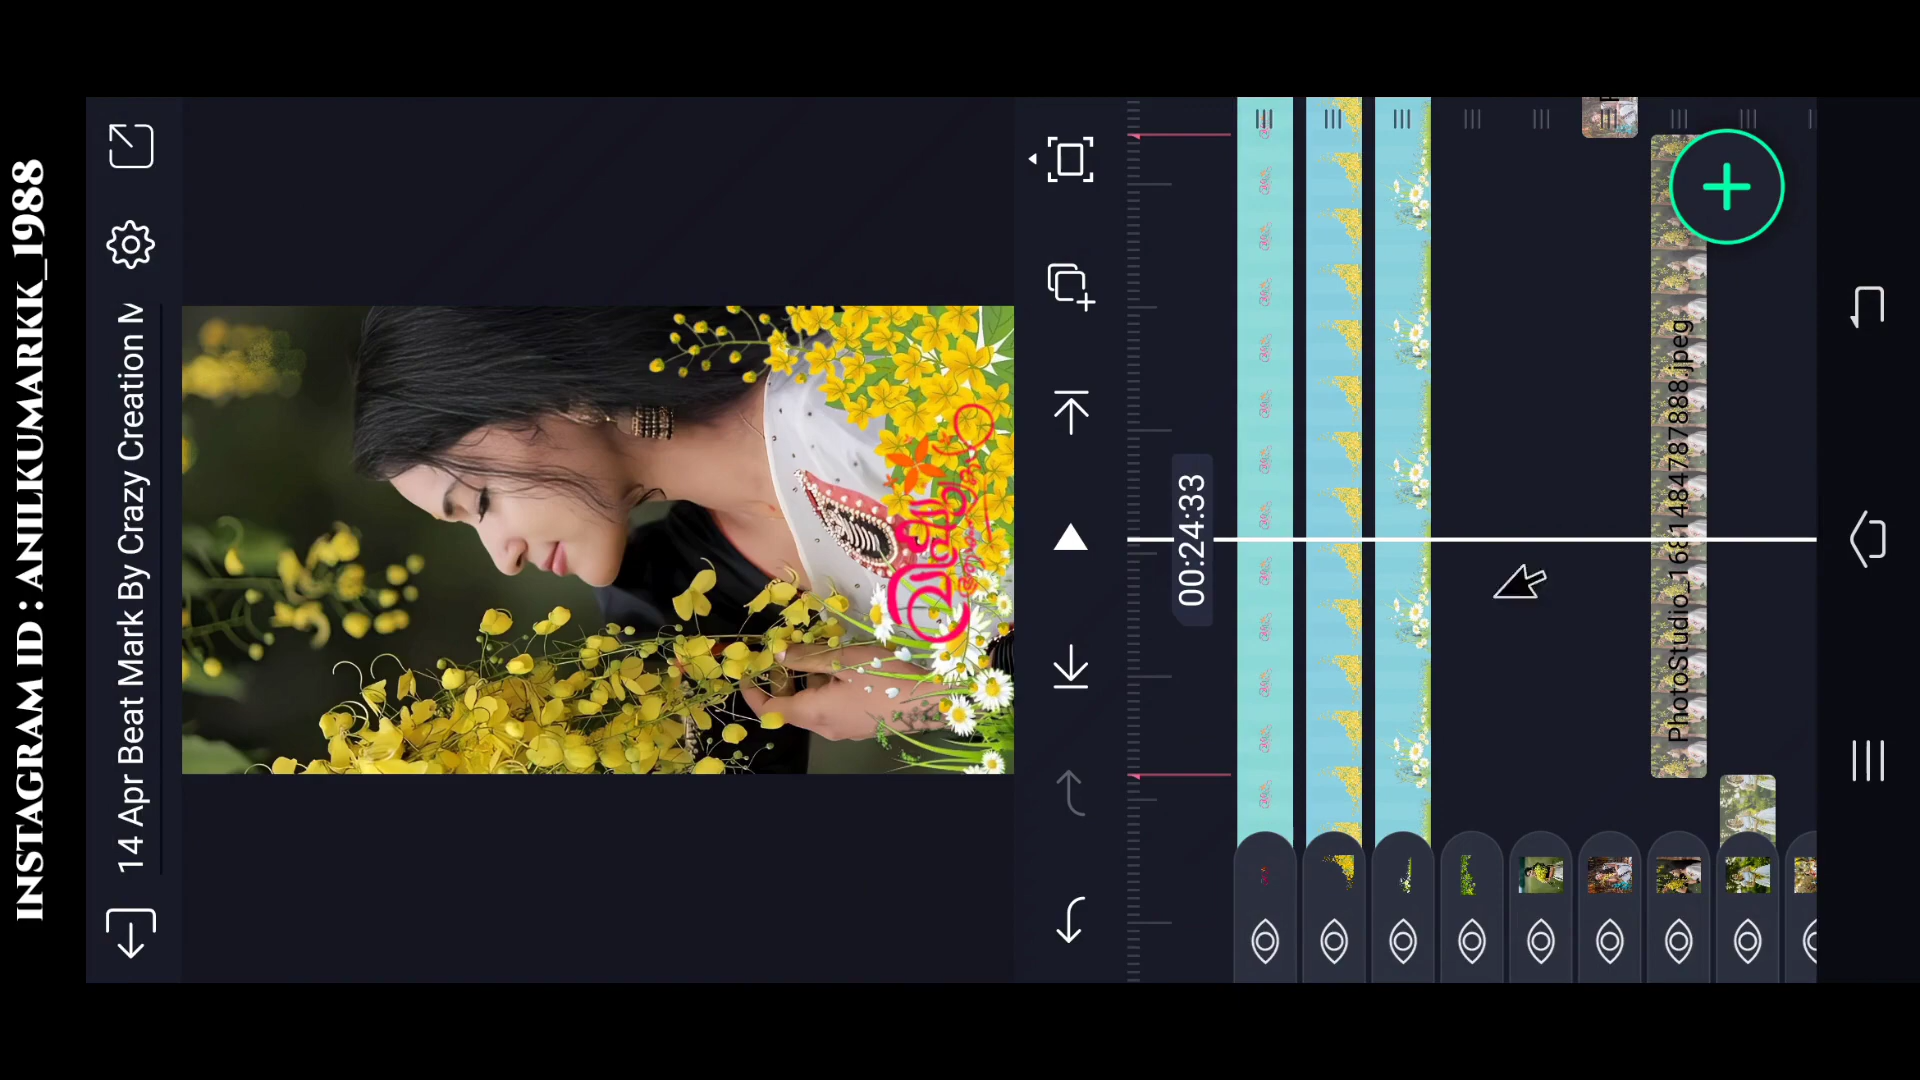 INSTAGRAM ID : ANILKUMARKK_1988
14 Apr Beat Mark By Crazy Creation
00:24:33
PhotoStudio_1681484787888.jpeg